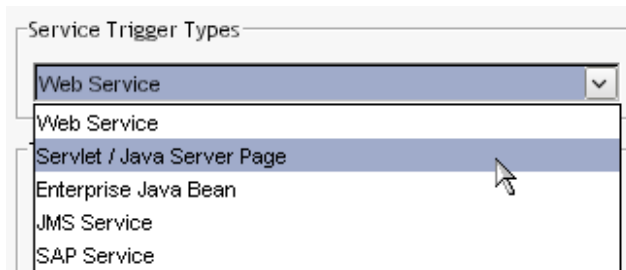 Service Trigger Types
Web Service
Web Service
Servlet / Java Server Page
Enterprise Java Bean
JMS Service
SAP Service